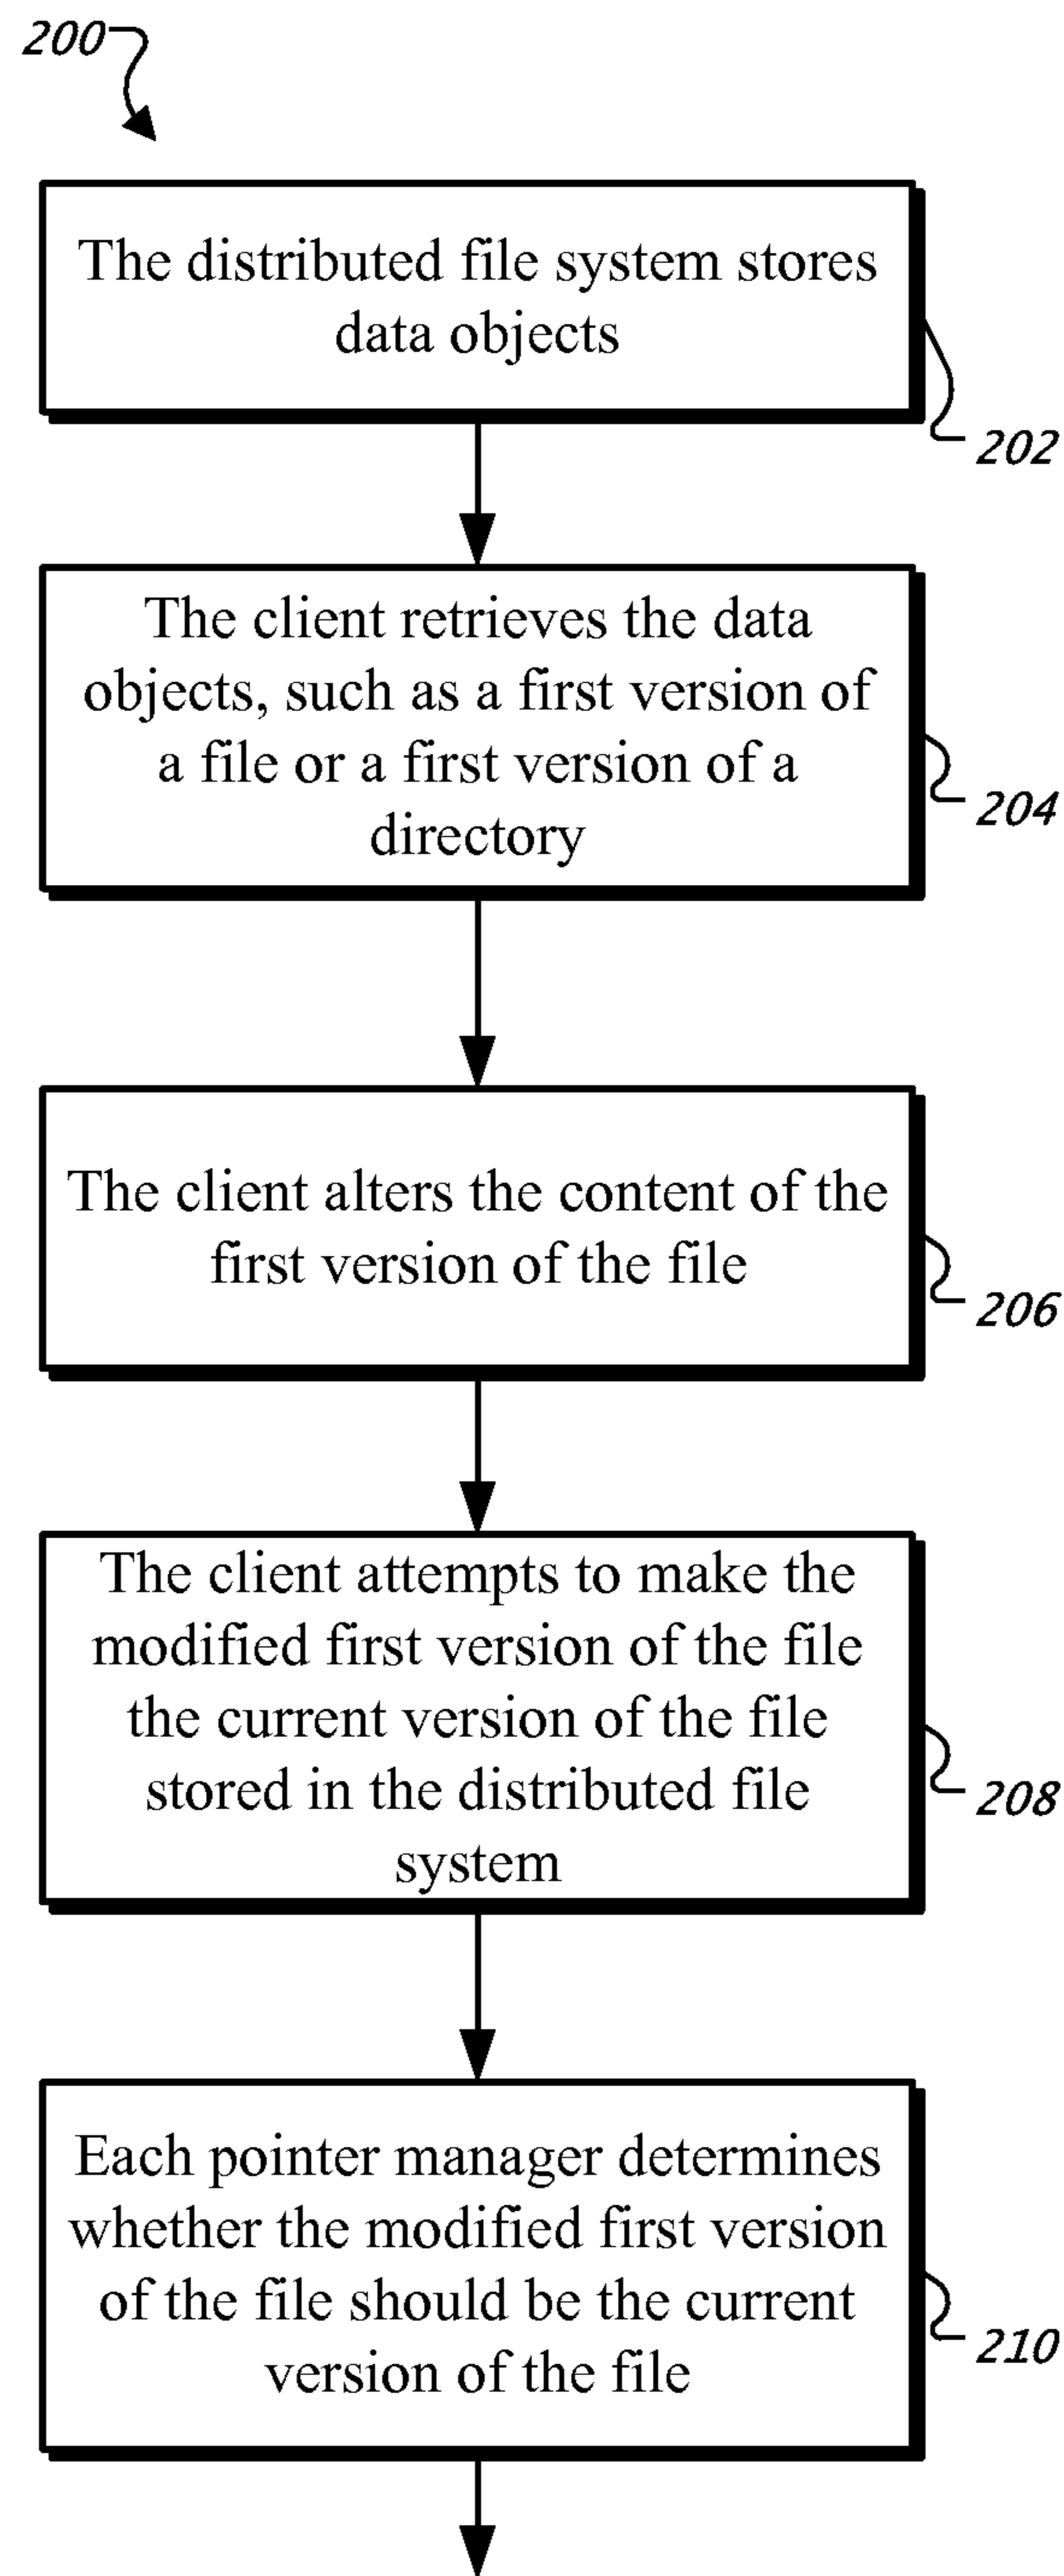 200
The distributed file system stores
data objects
202
The client retrieves the data
objects, such as a first version of
a file or a first version of a
directory
204
The client alters the content of the
first version of the file
206
The client attempts to make the
modified first version of the file
the current version of the file
stored in the distributed file
system
208
Each pointer manager determines
whether the modified first version
of the file should be the current
version of the file
210